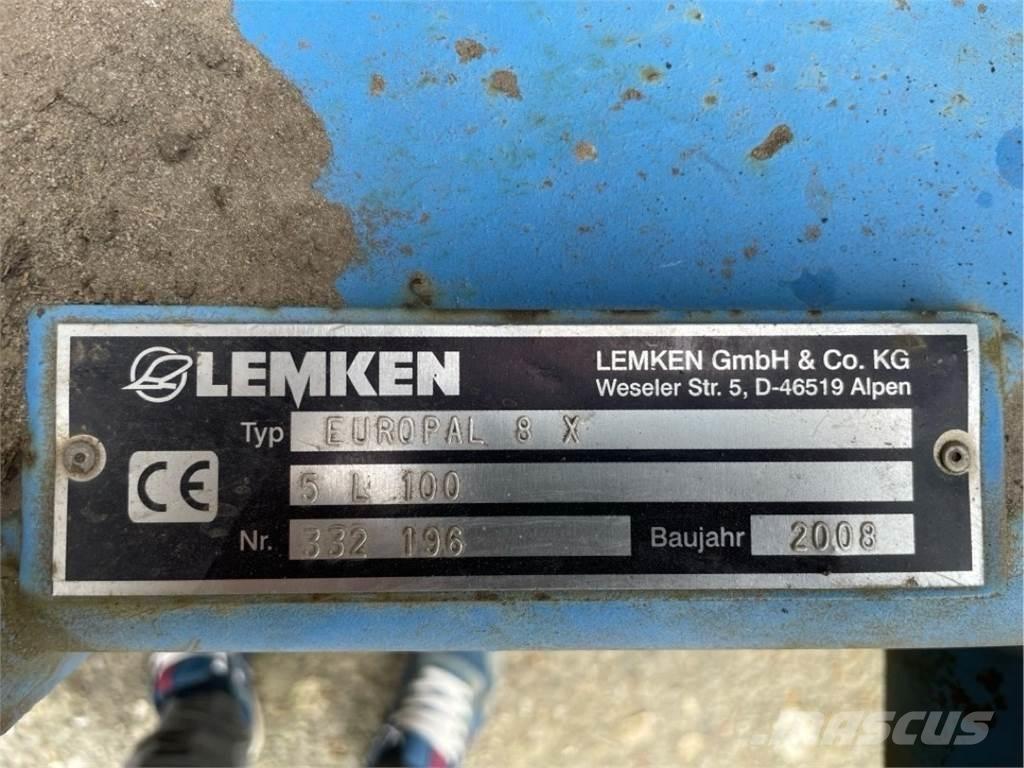 LEMKEN
LEMKEN GmbH & Co. KG
Weseler Str. 5, D-46519 Alpen
Typ EUROPAL 8 X
CE
5 L 100
Nr. 332 196 Baujahr 2008
MASCUS